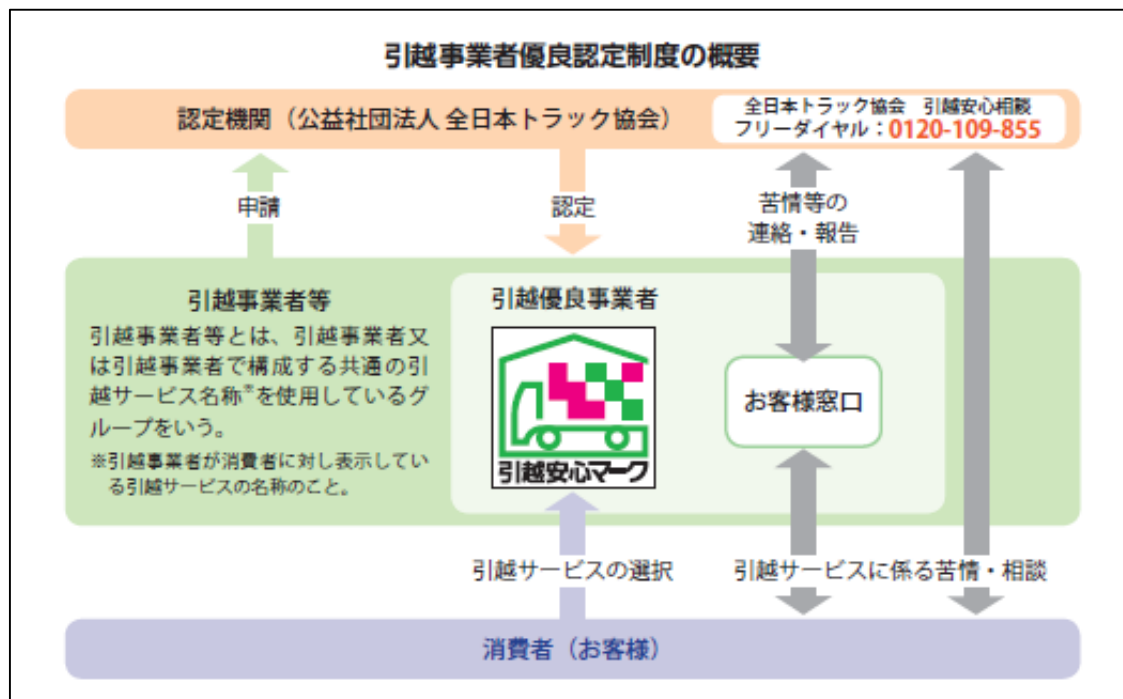 引越事業者優良認定制度の概要
認定機関（公益社団法人 全日本トラック協会）
全日本トラック協会　引越安心相談
フリーダイヤル：0120-109-855
申請
認定
苦情等の
連絡・報告
引越事業者等
引越事業者等とは、引越事業者又
は引越事業者で構成する共通の引
越サービス名称※を使用しているグ
ループをいう。
※引越事業者が消費者に対し表示してい
る引越サービスの名称のこと。
引越優良事業者
引越安心マーク
お客様窓口
引越サービスの選択
引越サービスに係る苦情・相談
消費者（お客様）